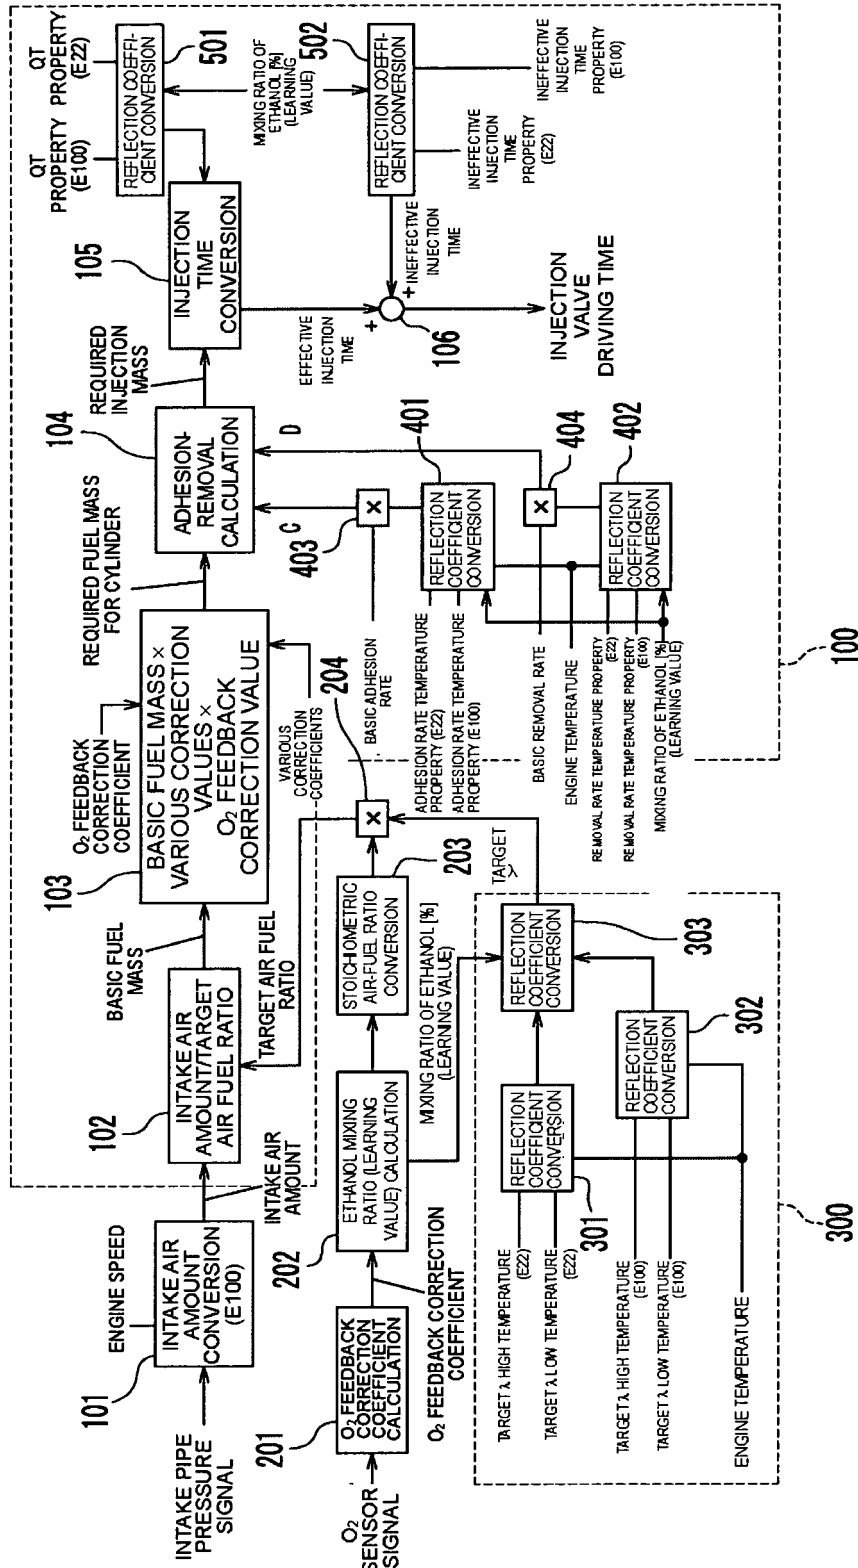 INTAKE PIPE
PRESSURE
SIGNAL
101
ENGINE SPEED
INTAKE AIR
AMOUNT
CONVERSION
(E100)
INTAKE AIR
AMOUNT
102
INTAKE AIR
AMOUNT/TARGET
AIR FUEL RATIO
BASIC FUEL
MASS
TARGET AIR FUEL
RATIO
103
O2 FEEDBACK
CORRECTION
COEFFICIENT
BASIC FUEL MASS ×
VARIOUS CORRECTION
VALUES ×
O2 FEEDBACK
CORRECTION VALUE
VARIOUS
CORRECTION
COEFFICIENTS
REQUIRED FUEL MASS
FOR CYLINDER
104
ADHESION-
REMOVAL
CALCULATION
C
D
REQUIRED
INJECTION
MASS
105
INJECTION
TIME
CONVERSION
QT
PROPERTY
(E100)
QT
PROPERTY
(E22)
REFLECTION COEFFI-
CIENT CONVERSION
501
MIXING RATIO OF
ETHANOL [%]
(LEARNING
VALUE)
502
REFLECTION COEFFI-
CIENT CONVERSION
INEFFECTIVE
INJECTION
TIME
PROPERTY
(E22)
INEFFECTIVE
INJECTION
TIME
PROPERTY
(E100)
EFFECTIVE
INJECTION
TIME
+
+
INEFFECTIVE
INJECTION
TIME
106
INJECTION
VALVE
DRIVING TIME
O2
SENSOR
SIGNAL
201
O2 FEEDBACK
CORRECTION
COEFFICIENT
CALCULATION
O2 FEEDBACK CORRECTION
COEFFICIENT
202
ETHANOL MIXING
RATIO (LEARNING
VALUE) CALCULATION
MIXING RATIO OF ETHANOL [%]
(LEARNING VALUE)
STOICHIOMETRIC
AIR-FUEL RATIO
CONVERSION
203
×
204
TARGET
λ
BASIC ADHESION
RATE
403
×
ADHESION RATE TEMPERATURE
PROPERTY (E22)
ADHESION RATE TEMPERATURE
PROPERTY (E100)
REFLECTION
COEFFICIENT
CONVERSION
401
BASIC REMOVAL RATE
×
404
ENGINE TEMPERATURE
REMOVAL RATE TEMPERATURE PROPERTY (E22)
REMOVAL RATE TEMPERATURE
PROPERTY (E100)
MIXING RATIO OF ETHANOL [%]
(LEARNING VALUE)
REFLECTION
COEFFICIENT
CONVERSION
402
100
TARGET λ HIGH TEMPERATURE
(E22)
TARGET λ LOW TEMPERATURE
(E22)
301
REFLECTION
COEFFICIENT
CONVERSION
REFLECTION
COEFFICIENT
CONVERSION
303
TARGET λ HIGH TEMPERATURE
(E100)
TARGET λ LOW TEMPERATURE
(E100)
REFLECTION
COEFFICIENT
CONVERSION
302
ENGINE TEMPERATURE
300